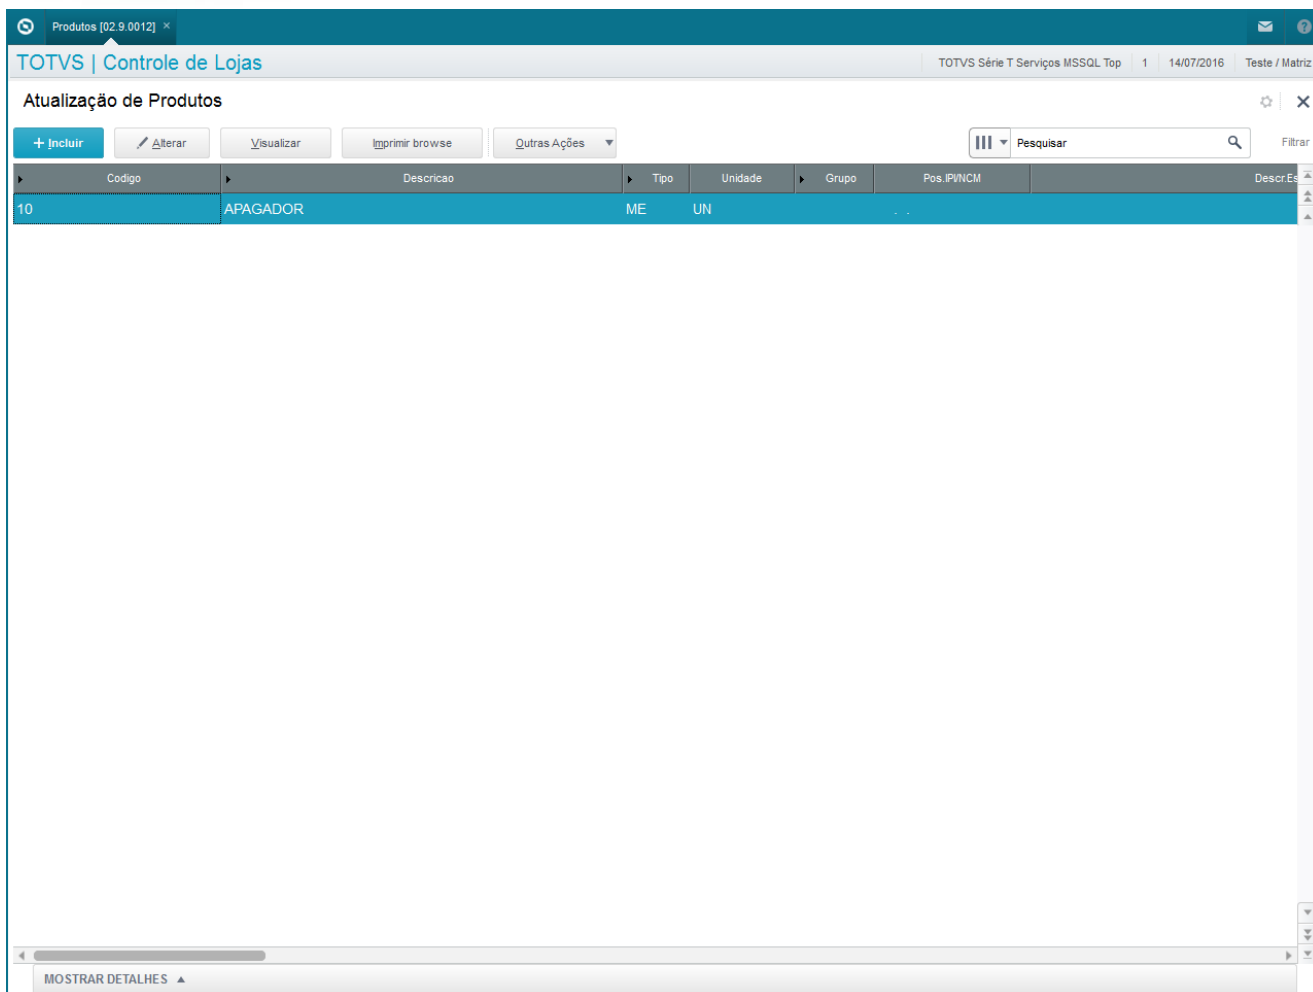 Produtos [02.9.0012] ×
TOTVS | Controle de Lojas
TOTVS Série T Serviços MSSQL Top 1 14/07/2016 Teste / Matriz
Atualização de Produtos
+ Incluir Alterar Visualizar Imprimir browse Outras Ações Pesquisar Filtrar
Codigo Descricao Tipo Unidade Grupo Pos.IPI/NCM Descr.Es
10 APAGADOR ME UN . .
MOSTRAR DETALHES